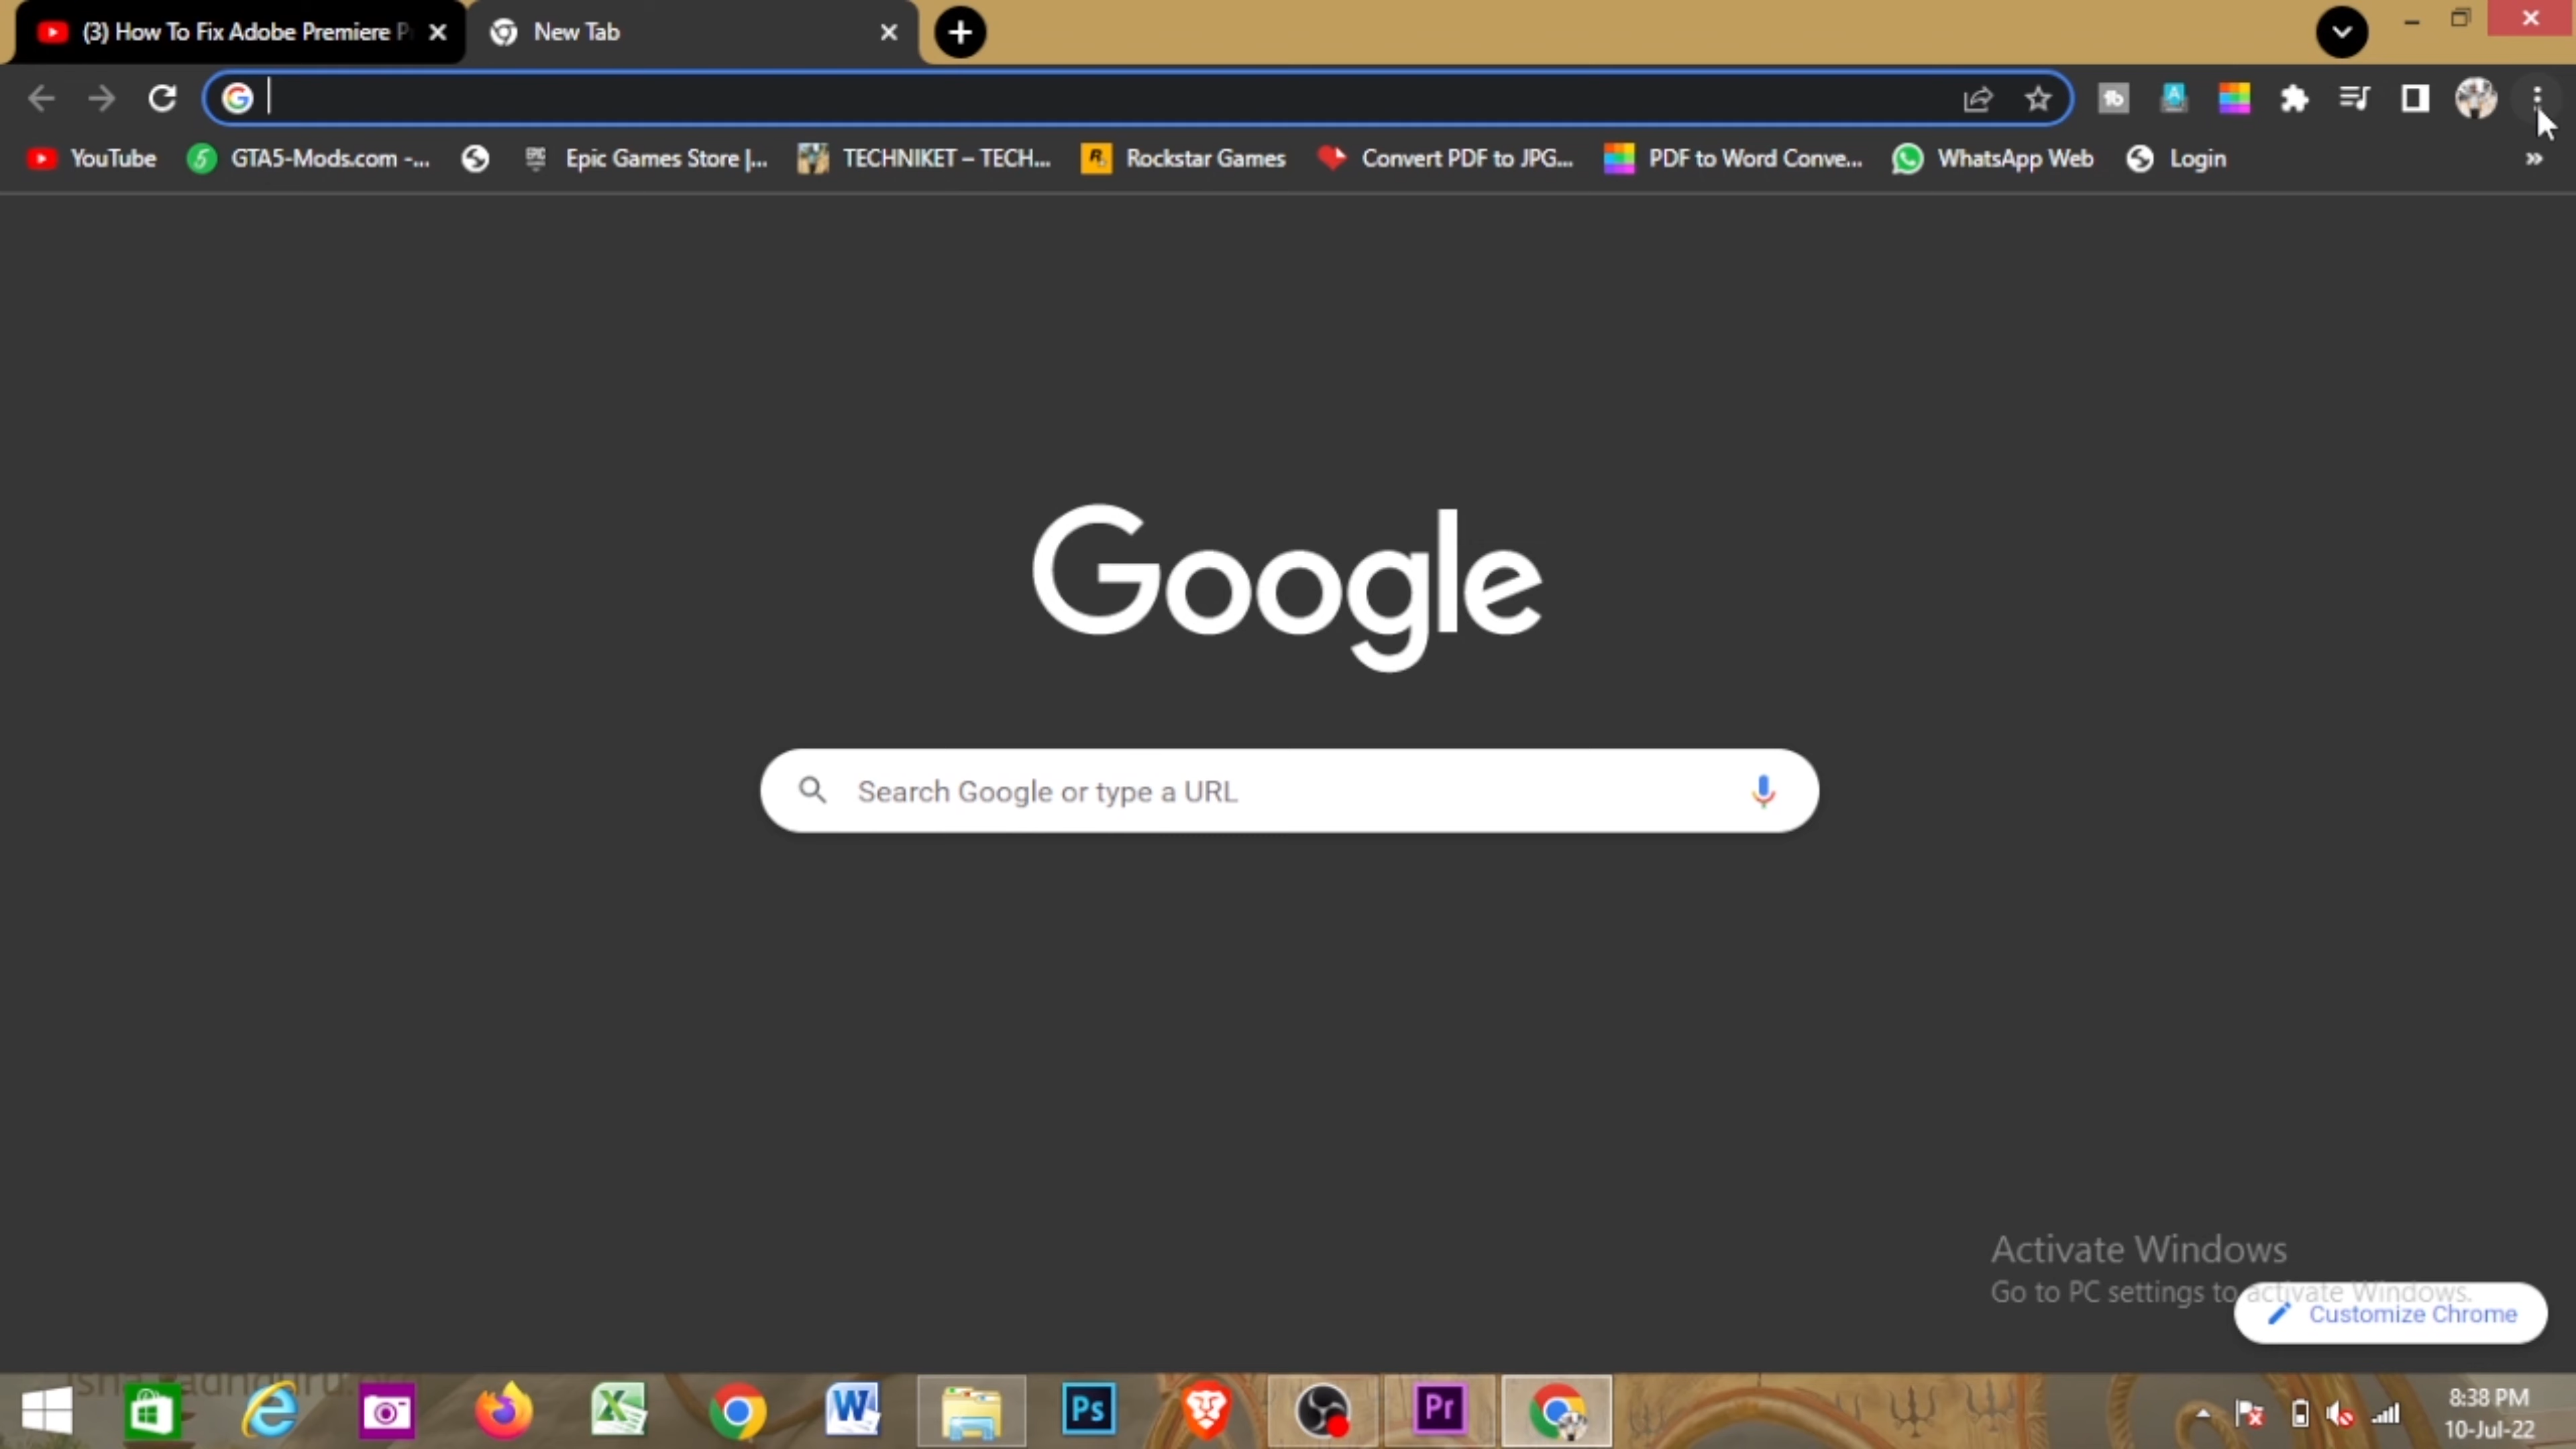 (3) How To Fix Adobe Premiere P
New Tab
YouTube
GTA5-Mods.com -...
Epic Games Store |...
TECHNIKET – TECH...
Rockstar Games
Convert PDF to JPG...
PDF to Word Conve...
WhatsApp Web
Login
»
Google
Search Google or type a URL
Activate Windows
Go to PC settings to activate Windows.
Customize Chrome
Ps
Pr
8:38 PM
10-Jul-22